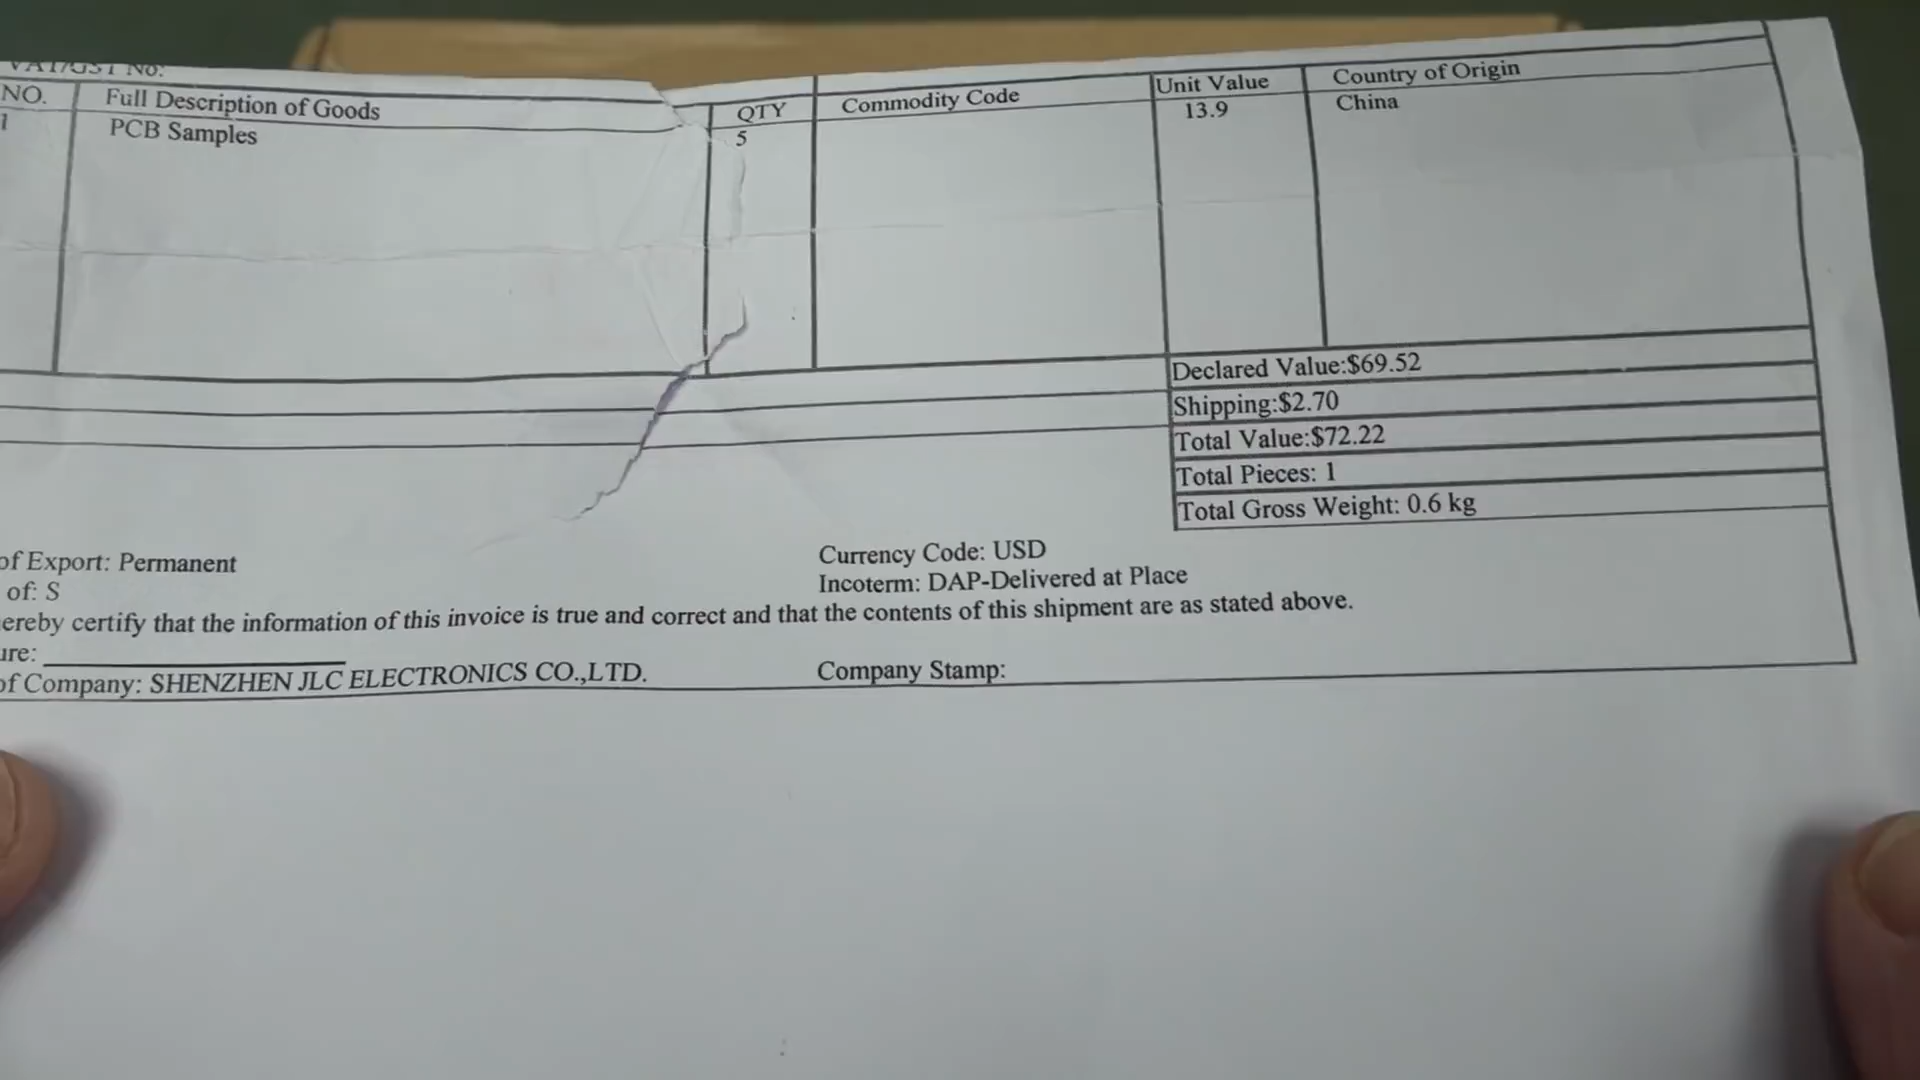 VAT/GST No:
NO. Full Description of Goods QTY Commodity Code Unit Value Country of Origin
1 PCB Samples 5 13.9 China
Declared Value:$69.52
Shipping:$2.70
Total Value:$72.22
Total Pieces: 1
Total Gross Weight: 0.6 kg
of Export: Permanent Currency Code: USD
of: S Incoterm: DAP-Delivered at Place
ereby certify that the information of this invoice is true and correct and that the contents of this shipment are as stated above.
ure:
of Company: SHENZHEN JLC ELECTRONICS CO.,LTD. Company Stamp: